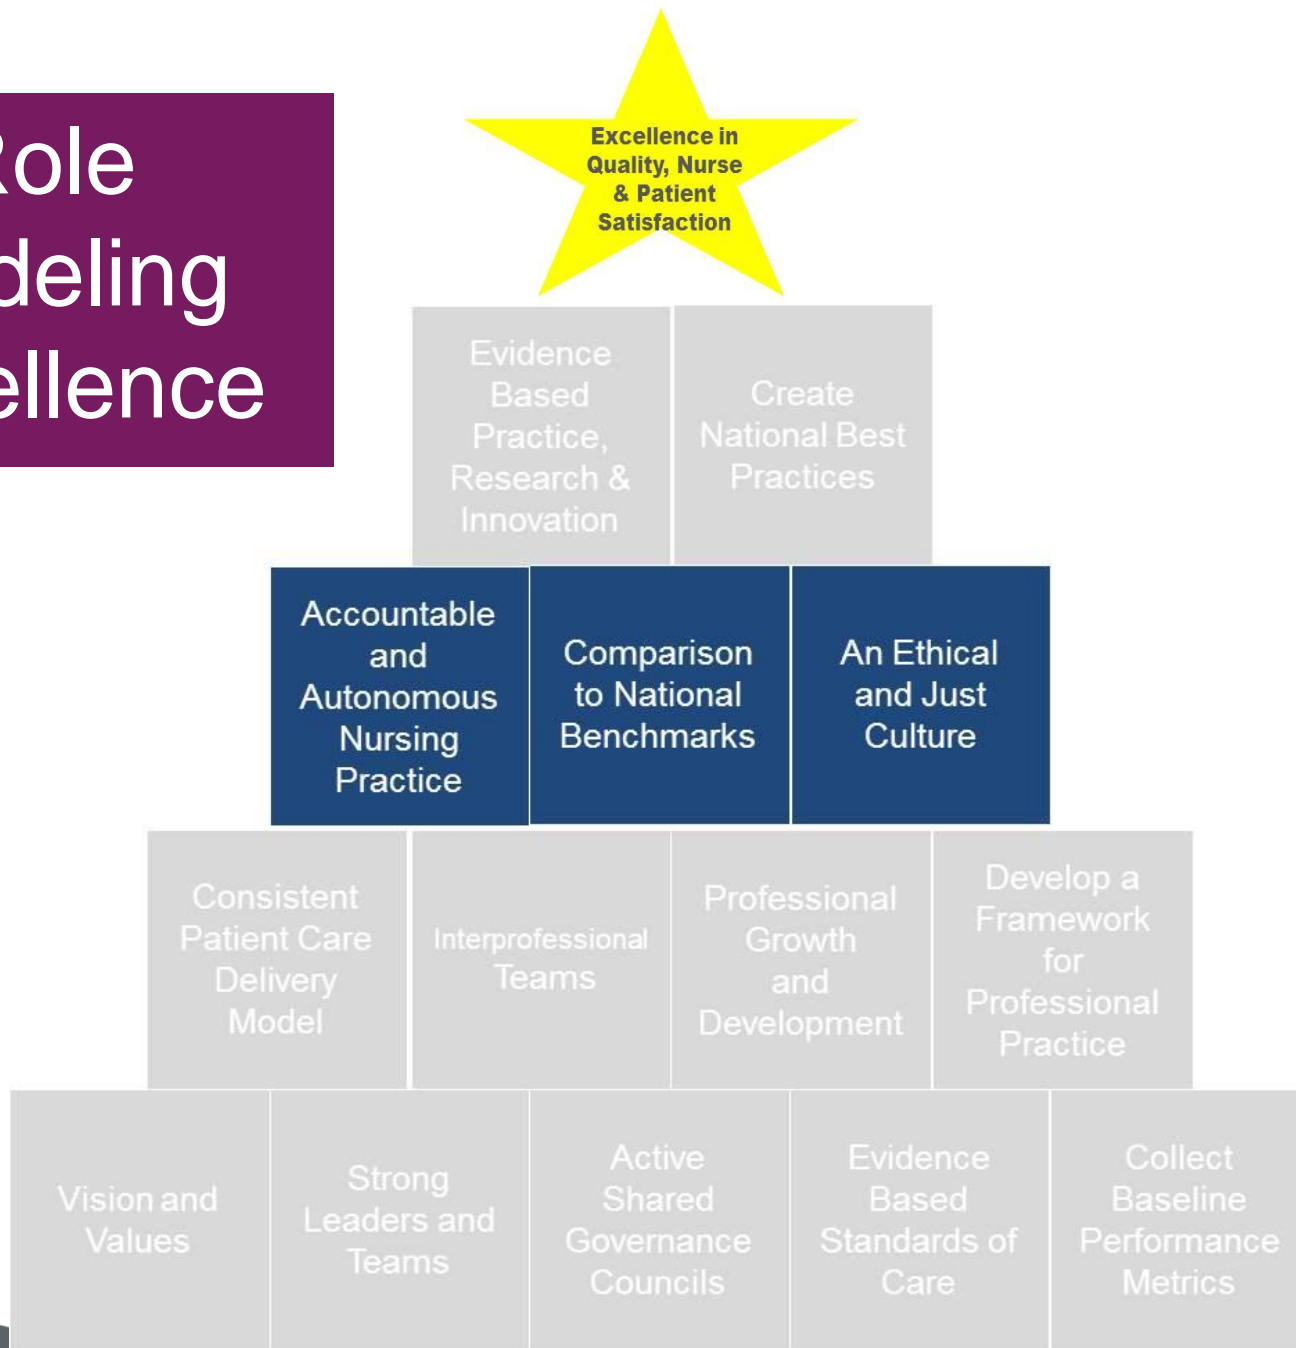 Role
deling
ellence
Excellence in
Quality, Nurse
& Patient
Satisfaction
Evidence
Based
Practice,
Research &
Innovation
Create
National Best
Practices
Accountable
and
Autonomous
Nursing
Practice
Comparison
to National
Benchmarks
An Ethical
and Just
Culture
Consistent
Patient Care
Delivery
Model
Interprofessional
Teams
Professional
Growth
and
Development
Develop a
Framework
for
Professional
Practice
Vision and
Values
Strong
Leaders and
Teams
Active
Shared
Governance
Councils
Evidence
Based
Standards of
Care
Collect
Baseline
Performance
Metrics